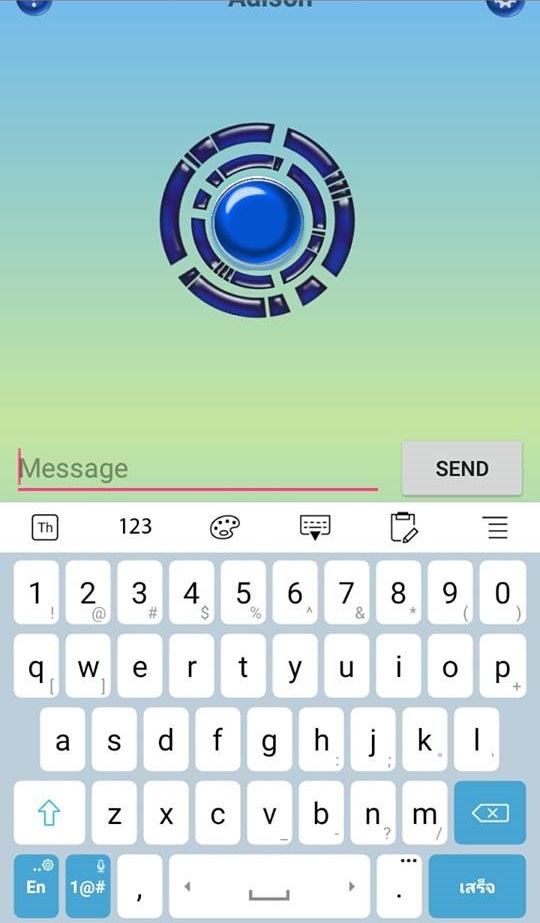 Message
SEND
Th 123
1 2 3 4 5 6 7 8 9 0
! @ # $ % ^ & * ( )
q w e r t y u i o p
[ ] +
a s d f g h j k l
: ; " '
z x c v b n m
_ - ? /
En 1@# , . เสร็จ